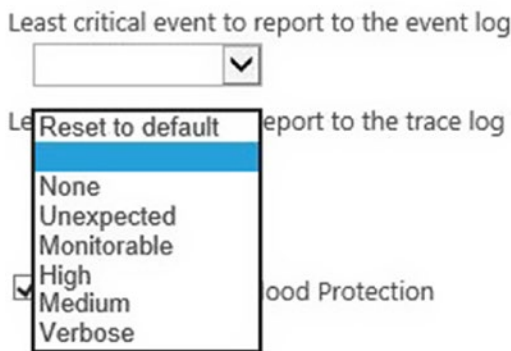 Least critical event to report to the event log
Le
eport to the trace log
Reset to default
None
Unexpected
Monitorable
High
Medium
Verbose
lood Protection